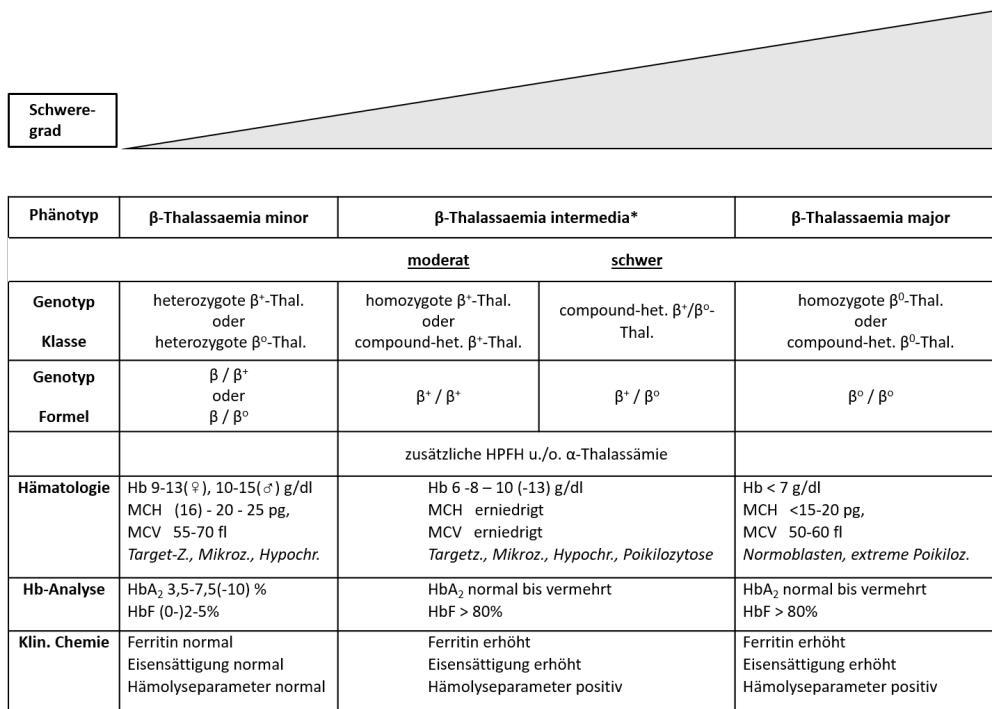 Schwere-
grad
Phänotyp β-Thalassaemia minor β-Thalassaemia intermedia* β-Thalassaemia major
moderat schwer
Genotyp
Klasse
heterozygote β⁺-Thal.
oder
heterozygote βᵒ-Thal.
homozygote β⁺-Thal.
oder
compound-het. β⁺-Thal.
compound-het. β⁺/βᵒ-
Thal.
homozygote β⁰-Thal.
oder
compound-het. β⁰-Thal.
Genotyp
Formel
β / β⁺
oder
β / βᵒ
β⁺ / β⁺
β⁺ / βᵒ
βᵒ / βᵒ
zusätzliche HPFH u./o. α-Thalassämie
Hämatologie
Hb 9-13(♀), 10-15(♂) g/dl
MCH (16) - 20 - 25 pg,
MCV 55-70 fl
Target-Z., Mikroz., Hypochr.
Hb 6 -8 – 10 (-13) g/dl
MCH erniedrigt
MCV erniedrigt
Targetz., Mikroz., Hypochr., Poikilozytose
Hb < 7 g/dl
MCH <15-20 pg,
MCV 50-60 fl
Normoblasten, extreme Poikiloz.
Hb-Analyse
HbA₂ 3,5-7,5(-10) %
HbF (0-)2-5%
HbA₂ normal bis vermehrt
HbF > 80%
HbA₂ normal bis vermehrt
HbF > 80%
Klin. Chemie
Ferritin normal
Eisensättigung normal
Hämolyseparameter normal
Ferritin erhöht
Eisensättigung erhöht
Hämolyseparameter positiv
Ferritin erhöht
Eisensättigung erhöht
Hämolyseparameter positiv